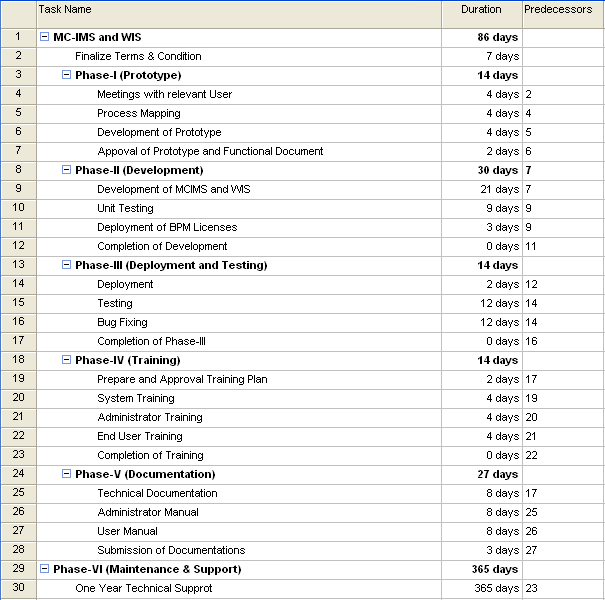 Task Name Duration Predecessors
1 MC-IMS and WIS 86 days
2 Finalize Terms & Condition 7 days
3 Phase-I (Prototype) 14 days
4 Meetings with relevant User 4 days 2
5 Process Mapping 4 days 4
6 Development of Prototype 4 days 5
7 Appoval of Prototype and Functional Document 2 days 6
8 Phase-II (Development) 30 days 7
9 Development of MCIMS and WIS 21 days 7
10 Unit Testing 9 days 9
11 Deployment of BPM Licenses 3 days 9
12 Completion of Development 0 days 11
13 Phase-III (Deployment and Testing) 14 days
14 Deployment 2 days 12
15 Testing 12 days 14
16 Bug Fixing 12 days 14
17 Completion of Phase-III 0 days 16
18 Phase-IV (Training) 14 days
19 Prepare and Approval Training Plan 2 days 17
20 System Training 4 days 19
21 Administrator Training 4 days 20
22 End User Training 4 days 21
23 Completion of Training 0 days 22
24 Phase-V (Documentation) 27 days
25 Technical Documentation 8 days 17
26 Administrator Manual 8 days 25
27 User Manual 8 days 26
28 Submission of Documentations 3 days 27
29 Phase-VI (Maintenance & Support) 365 days
30 One Year Technical Supprot 365 days 23